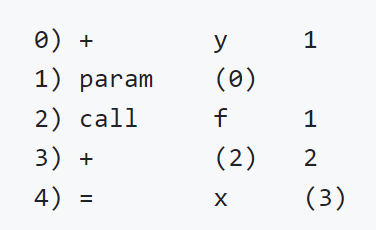 0) + y 1
1) param (0)
2) call f 1
3) + (2) 2
4) = x (3)